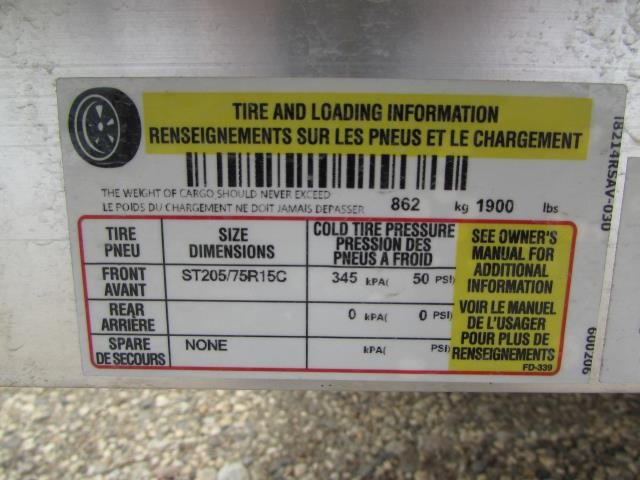 TIRE AND LOADING INFORMATION
RENSEIGNEMENTS SUR LES PNEUS ET LE CHARGEMENT
THE WEIGHT OF CARGO SHOULD NEVER EXCEED
LE POIDS DU CHARGEMENT NE DOIT JAMAIS DEPASSER 862 kg 1900 lbs
TIRE
PNEU
SIZE
DIMENSIONS
COLD TIRE PRESSURE
PRESSION DES
PNEUS A FROID
SEE OWNER'S
MANUAL FOR
ADDITIONAL
INFORMATION
FRONT
AVANT
ST205/75R15C
345 kPA( 50 PSI)
REAR
ARRIÈRE
0 kPA( 0 PSI)
VOIR LE MANUEL
DE L'USAGER
POUR PLUS DE
RENSEIGNEMENTS
SPARE
DE SECOURS
NONE
kPA( PSI)
FD-339
18214RSAV-030
600206